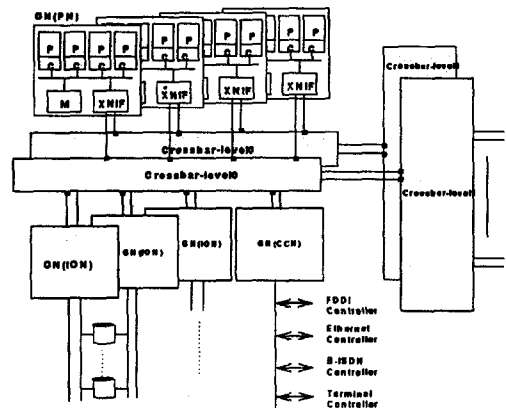 GN(PN)
P P P P P P P P P P
C C C C C C C
M XNIF XNIF XNIF XNIF
Crossbar-level0
Crossbar-level0
Crossbar-level1
Crossbar-level1
GN(ION)
GN(ION)
GN(ION)
GN(CCN)
FDDI
Controller
Ethernet
Controller
B-ISDN
Controller
Terminal
Controller